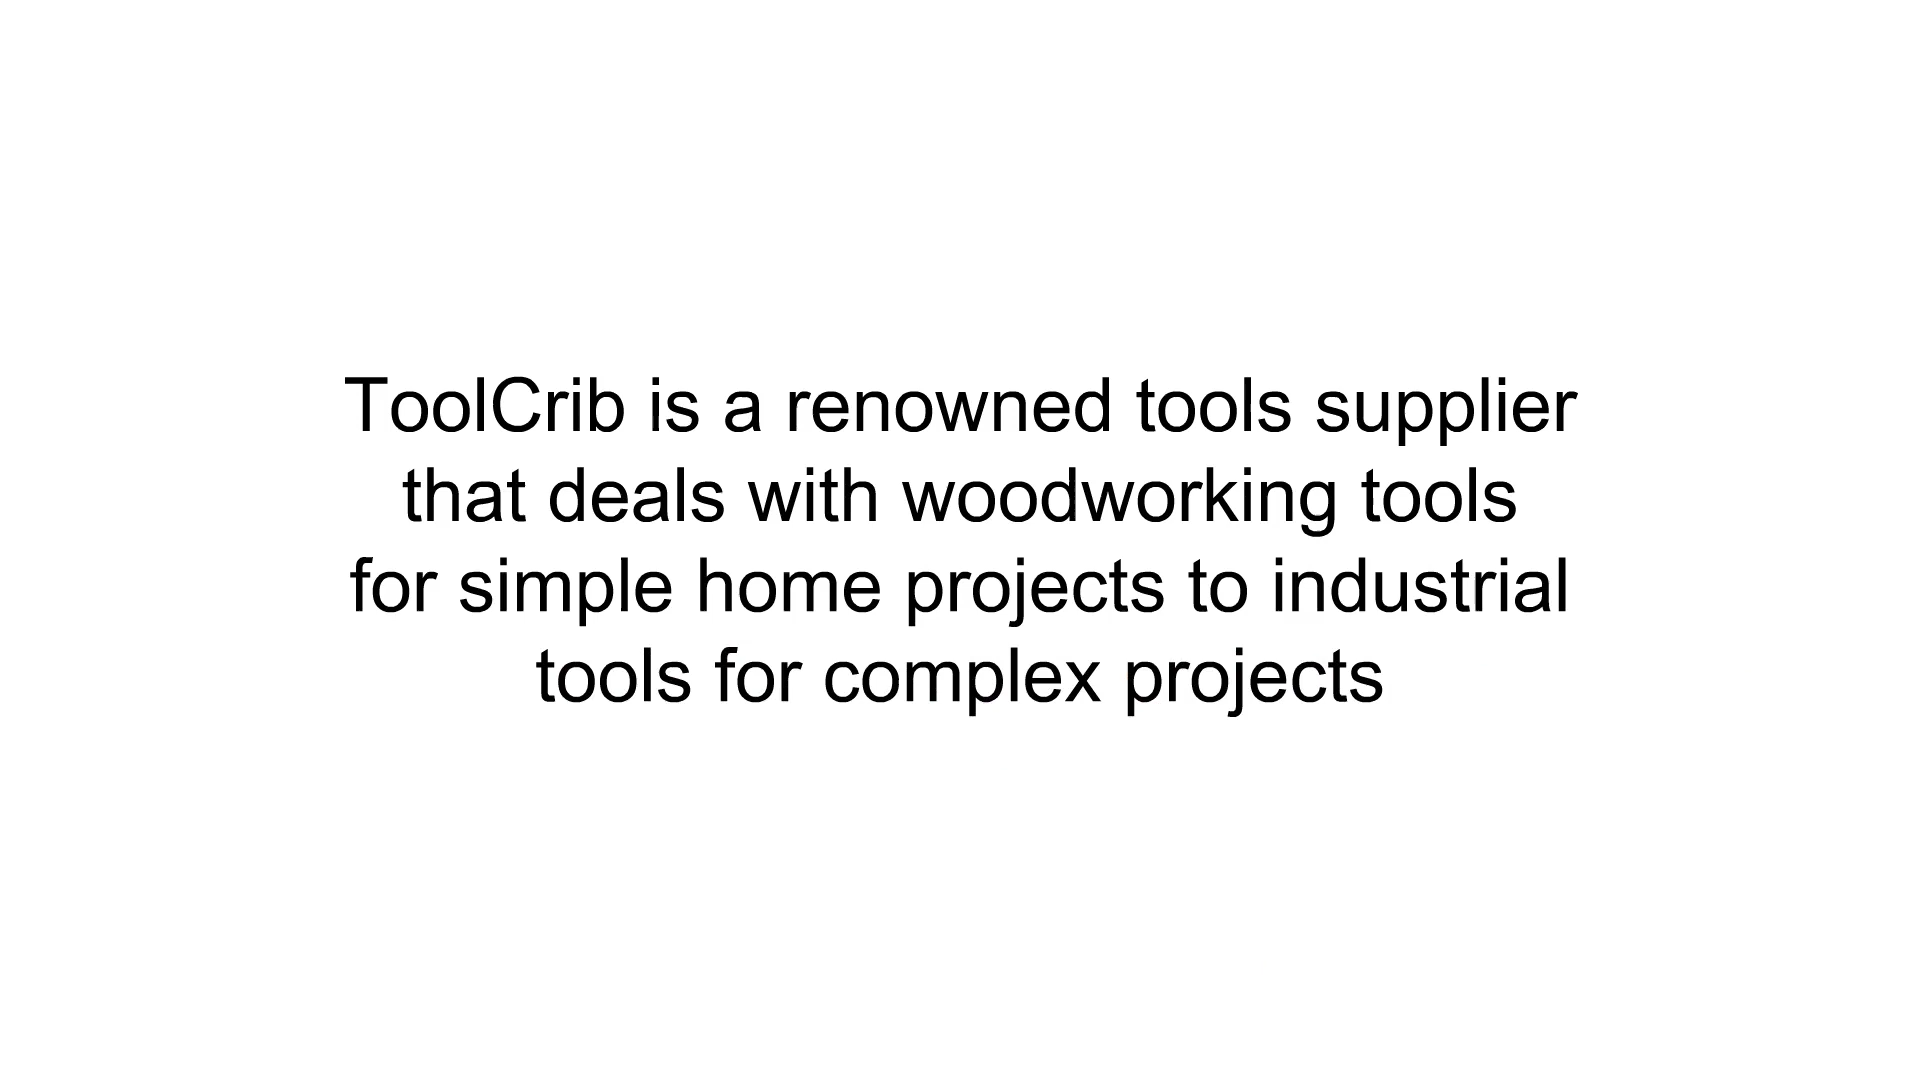 ToolCrib is a renowned tools supplier
that deals with woodworking tools
for simple home projects to industrial
tools for complex projects